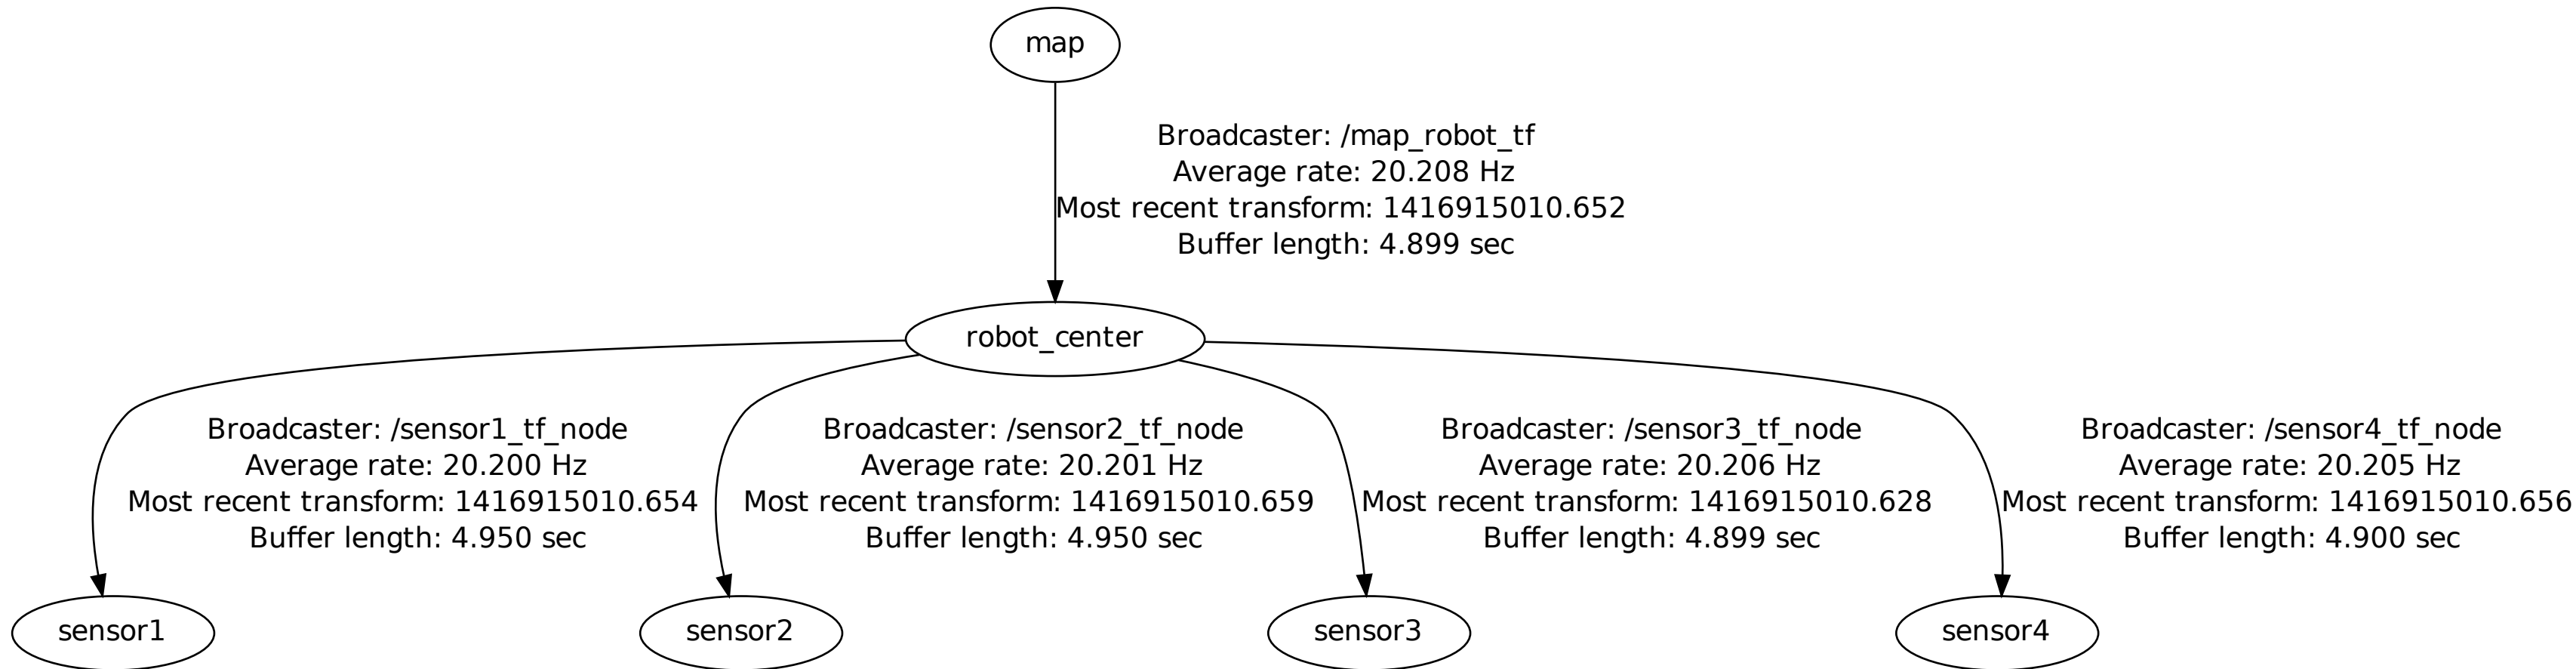 map
Broadcaster: /map_robot_tf
Average rate: 20.208 Hz
Most recent transform: 1416915010.652
Buffer length: 4.899 sec
robot_center
Broadcaster: /sensor1_tf_node
Average rate: 20.200 Hz
Most recent transform: 1416915010.654
Buffer length: 4.950 sec
Broadcaster: /sensor2_tf_node
Average rate: 20.201 Hz
Most recent transform: 1416915010.659
Buffer length: 4.950 sec
Broadcaster: /sensor3_tf_node
Average rate: 20.206 Hz
Most recent transform: 1416915010.628
Buffer length: 4.899 sec
Broadcaster: /sensor4_tf_node
Average rate: 20.205 Hz
Most recent transform: 1416915010.656
Buffer length: 4.900 sec
sensor1
sensor2
sensor3
sensor4